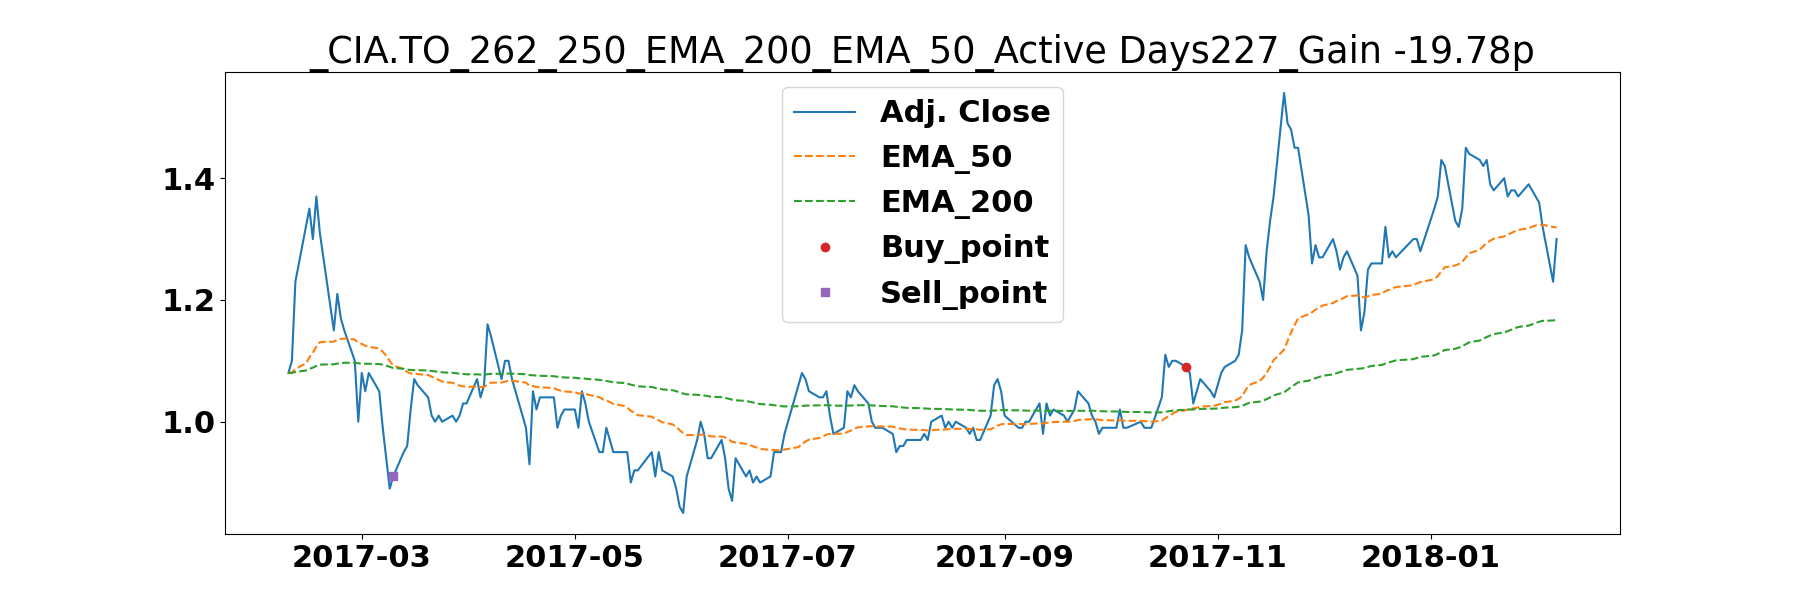 _CIA.TO_262_250_EMA_200_EMA_50_Active Days227_Gain -19.78p
Adj. Close
EMA_50
EMA_200
Buy_point
Sell_point
1.4
1.2
1.0
2017-03 2017-05 2017-07 2017-09 2017-11 2018-01